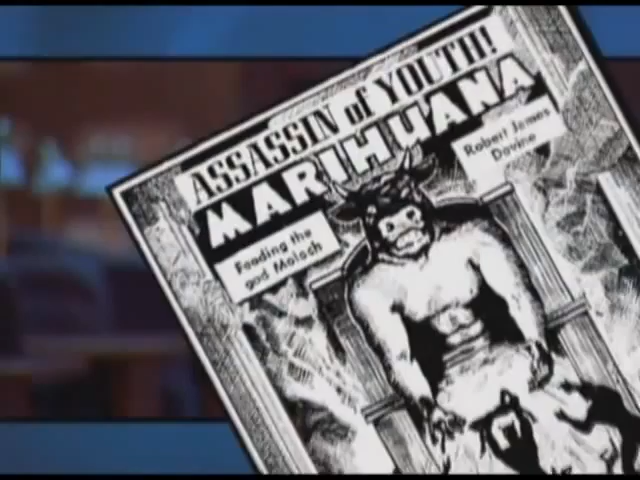 ASSASSIN of YOUTH!
MARIHUANA
Robert James
Devine
Feeding the
god Moloch